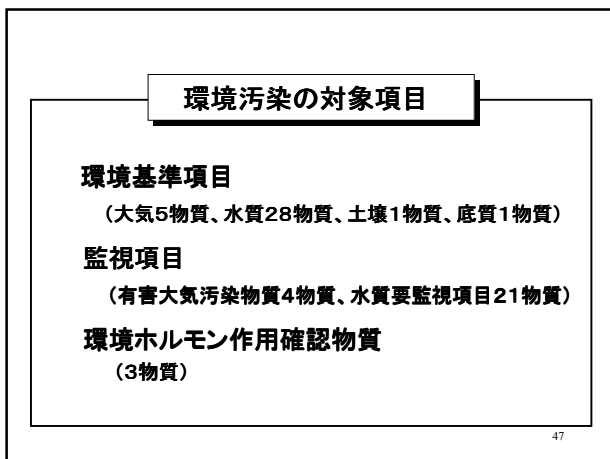 環境汚染の対象項目
環境基準項目
（大気5物質、水質28物質、土壌1物質、底質1物質）
監視項目
（有害大気汚染物質4物質、水質要監視項目21物質）
環境ホルモン作用確認物質
（3物質）
47